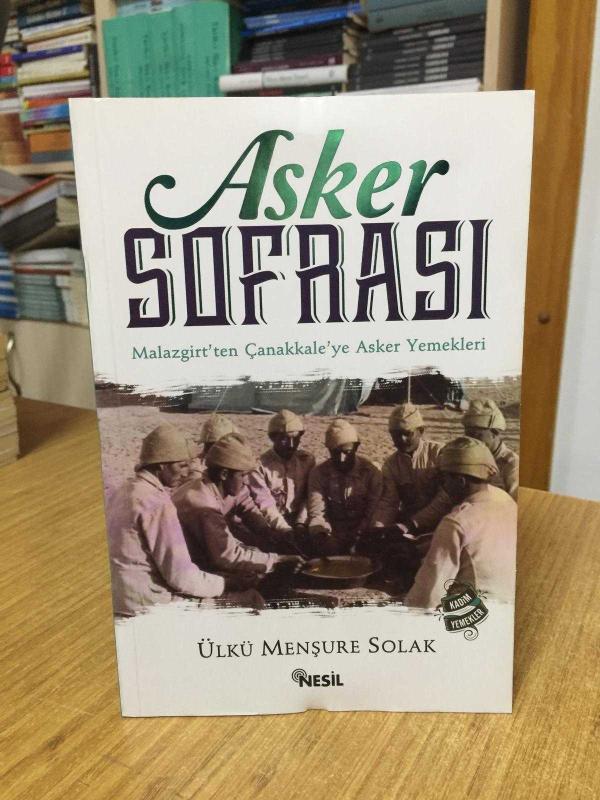 Asker
SOFRASI
Malazgirt'ten Çanakkale'ye Asker Yemekleri
KADİM
YEMEKLER
ÜLKÜ MENŞURE SOLAK
NESİL